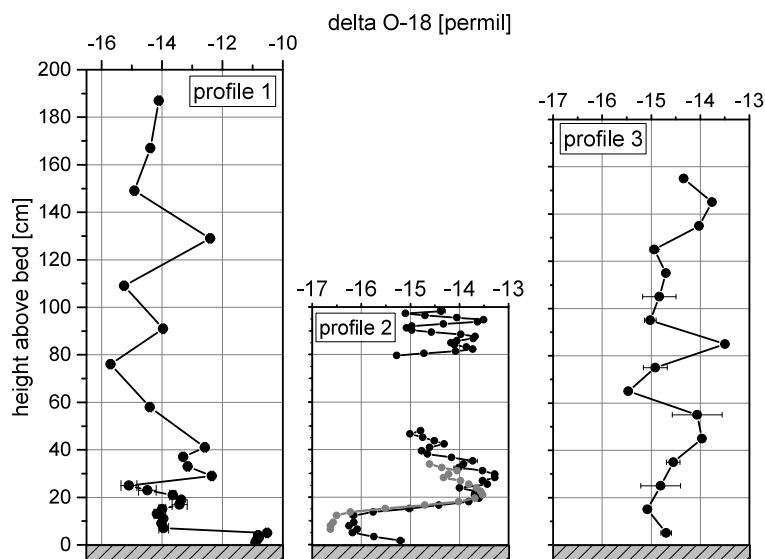 delta O-18 [permil]
-16 -14 -12 -10
200
180
160
140
120
100
80
60
40
20
0
height above bed [cm]
profile 1
-17 -16 -15 -14 -13
profile 2
-17 -16 -15 -14 -13
profile 3